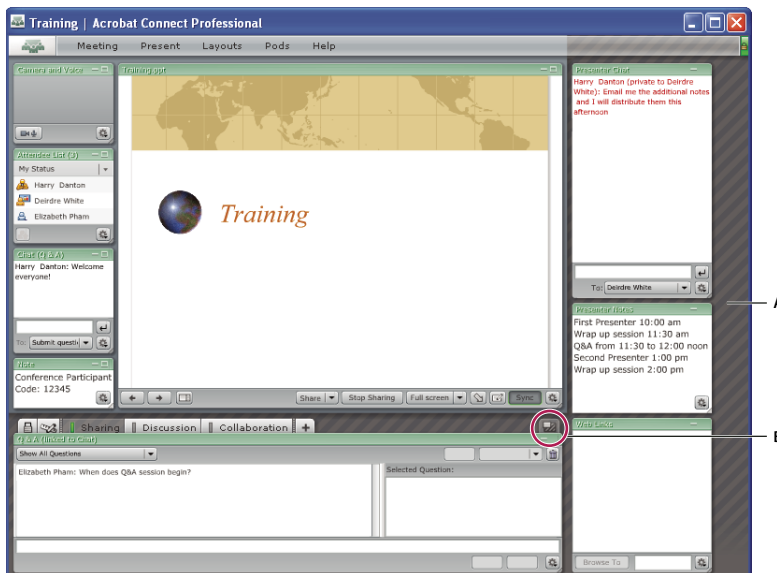 Training | Acrobat Connect Professional
Meeting Present Layouts Pods Help
Camera and Voice
Attendee List (3)
My Status
Harry Danton
Deirdre White
Elizabeth Pham
Chat (Q & A)
Harry Danton: Welcome
everyone!
To: Submit questi
Note
Conference Participant
Code: 12345
Training.ppt
Training
Share
Stop Sharing
Full screen
Sync
Presenter Chat
Harry Danton (private to Deirdre
White): Email me the additional notes
and I will distribute them this
afternoon
To: Deirdre White
Presenter Notes
First Presenter 10:00 am
Wrap up session 11:30 am
Q&A from 11:30 to 12:00 noon
Second Presenter 1:00 pm
Wrap up session 2:00 pm
Web Links
Browse To
Sharing Discussion Collaboration +
Q & A (linked to Chat)
Show All Questions
Elizabeth Pham: When does Q&A session begin?
Selected Question:
A
B